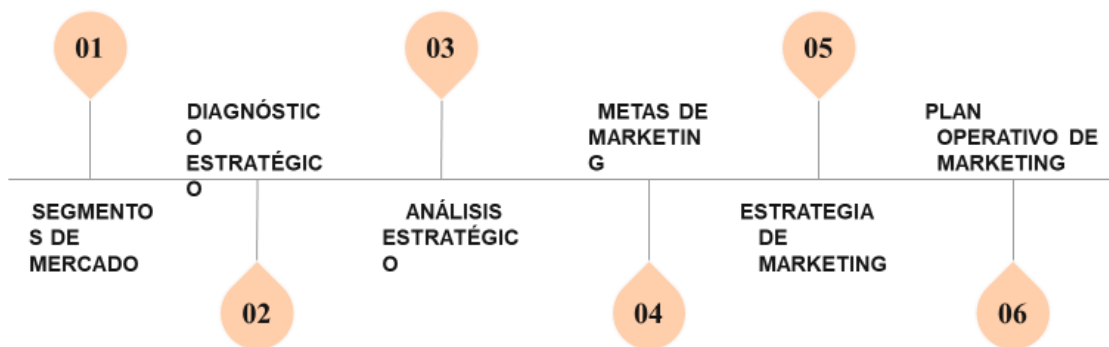 01
SEGMENTO
S DE
MERCADO
DIAGNÓSTIC
O
ESTRATÉGIC
O
02
03
ANÁLISIS
ESTRATÉGIC
O
METAS DE
MARKETIN
G
04
05
ESTRATEGIA
DE
MARKETING
PLAN
OPERATIVO DE
MARKETING
06